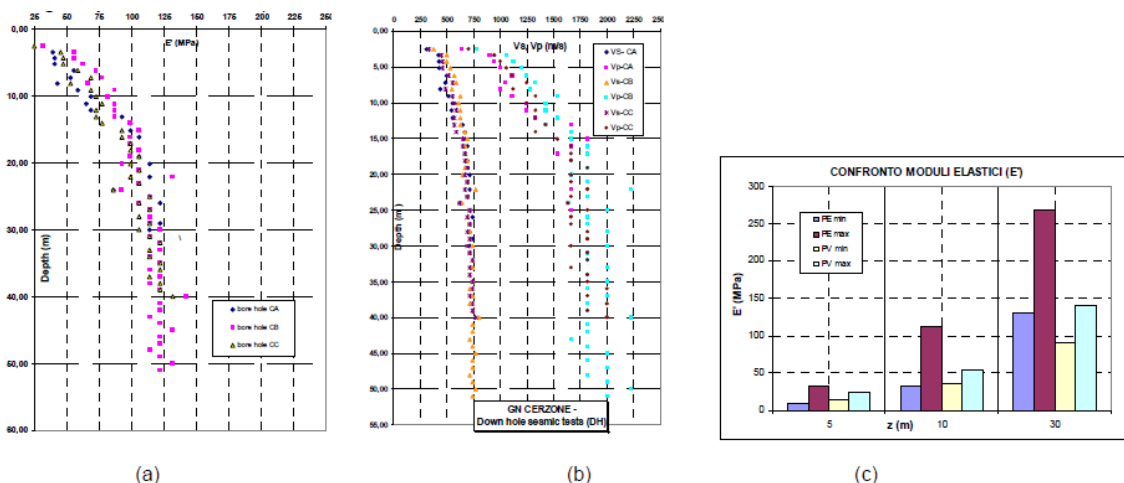 E' (MPa)
25 50 75 100 125 150 175 200 225 250
0,00
10,00
20,00
30,00
40,00
50,00
60,00
Depth (m)
bore hole CA
bore hole CB
bore hole CC
(a)
0 250 500 750 1000 1250 1500 1750 2000 2250 2500
Vs, Vp (m/s)
0,00
5,00
10,00
15,00
20,00
25,00
30,00
35,00
40,00
45,00
50,00
55,00
Depth (m)
VS- CA
Vp-CA
Vs-CB
Vp-CB
Vs-CC
Vp-CC
GN CERZONE -
Down hole seismic tests (DH)
(b)
CONFRONTO MODULI ELASTICI (E')
300
250
200
150
100
50
0
E' (MPa)
PE min
PE max
PV min
PV max
5 10 30
z (m)
(c)